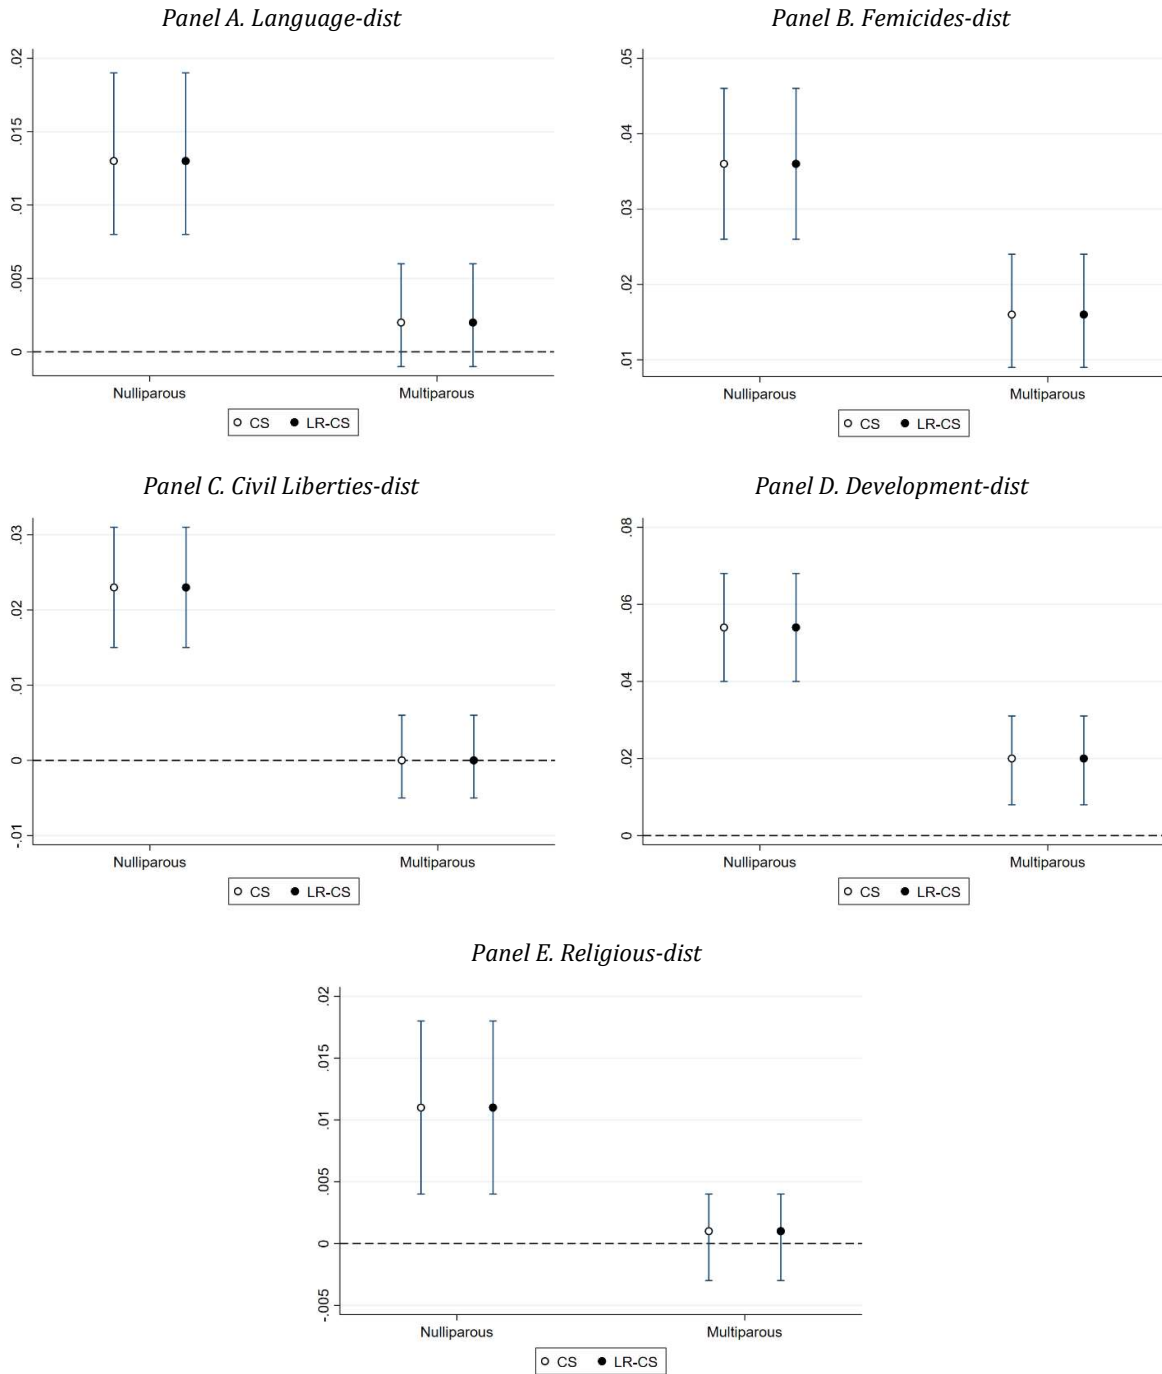 Panel A. Language-dist
.02
.015
.01
.005
0
Nulliparous Multiparous
CS LR-CS
Panel B. Femicides-dist
.05
.04
.03
.02
.01
Nulliparous Multiparous
CS LR-CS
Panel C. Civil Liberties-dist
.03
.02
.01
0
-.01
Nulliparous Multiparous
CS LR-CS
Panel D. Development-dist
.08
.06
.04
.02
0
Nulliparous Multiparous
CS LR-CS
Panel E. Religious-dist
.02
.015
.01
.005
0
-.005
Nulliparous Multiparous
CS LR-CS